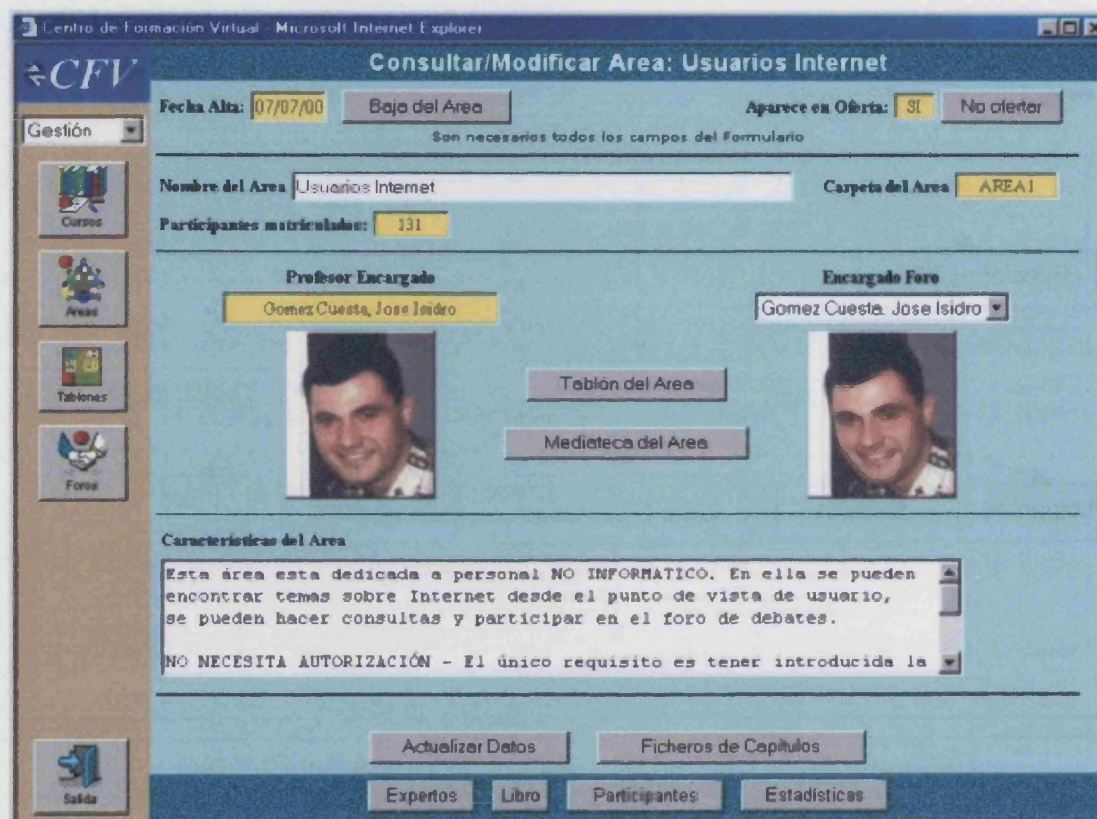 Centro de Formación Virtual - Microsoft Internet Explorer
CFV
Consultar/Modificar Area: Usuarios Internet
Gestión
Fecha Alta: 07/07/00 Baja del Area Aparece en Oferta: SI No ofertar
Son necesarios todos los campos del Formulario
Nombre del Area Usuarios Internet Carpeta del Area AREA1
Participantes matriculados: 131
Cursos
Areas
Tablones
Foros
Profesor Encargado Encargado Foro
Gomez Cuesta, Jose Isidro Gomez Cuesta, Jose Isidro
Tablón del Area
Mediateca del Area
Características del Area
Esta área esta dedicada a personal NO INFORMATICO. En ella se pueden
encontrar temas sobre Internet desde el punto de vista de usuario,
se pueden hacer consultas y participar en el foro de debates.
NO NECESITA AUTORIZACIÓN - El único requisito es tener introducida la
Actualizar Datos Ficheros de Capítulos
Salida
Expertos Libro Participantes Estadísticas